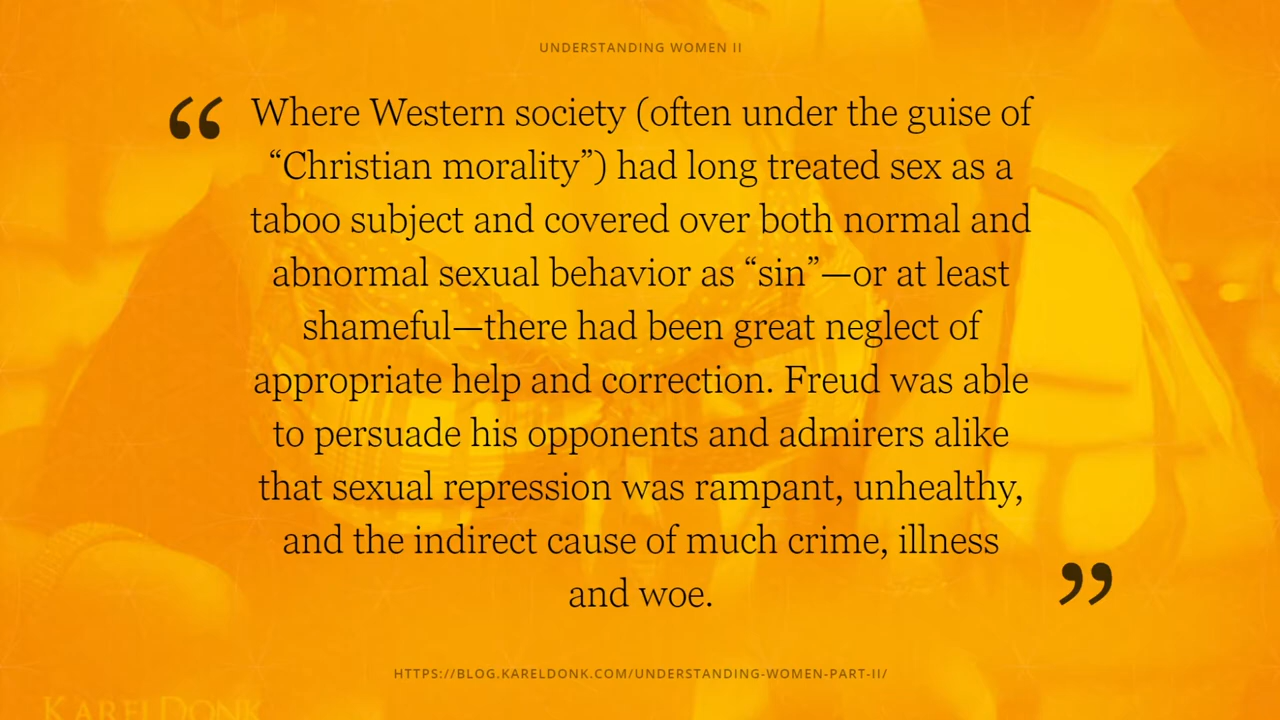 UNDERSTANDING WOMEN II
“Where Western society (often under the guise of
“Christian morality”) had long treated sex as a
taboo subject and covered over both normal and
abnormal sexual behavior as “sin”—or at least
shameful—there had been great neglect of
appropriate help and correction. Freud was able
to persuade his opponents and admirers alike
that sexual repression was rampant, unhealthy,
and the indirect cause of much crime, illness
and woe.”
HTTPS://BLOG.KARELDONK.COM/UNDERSTANDING-WOMEN-PART-II/
KARELDONK